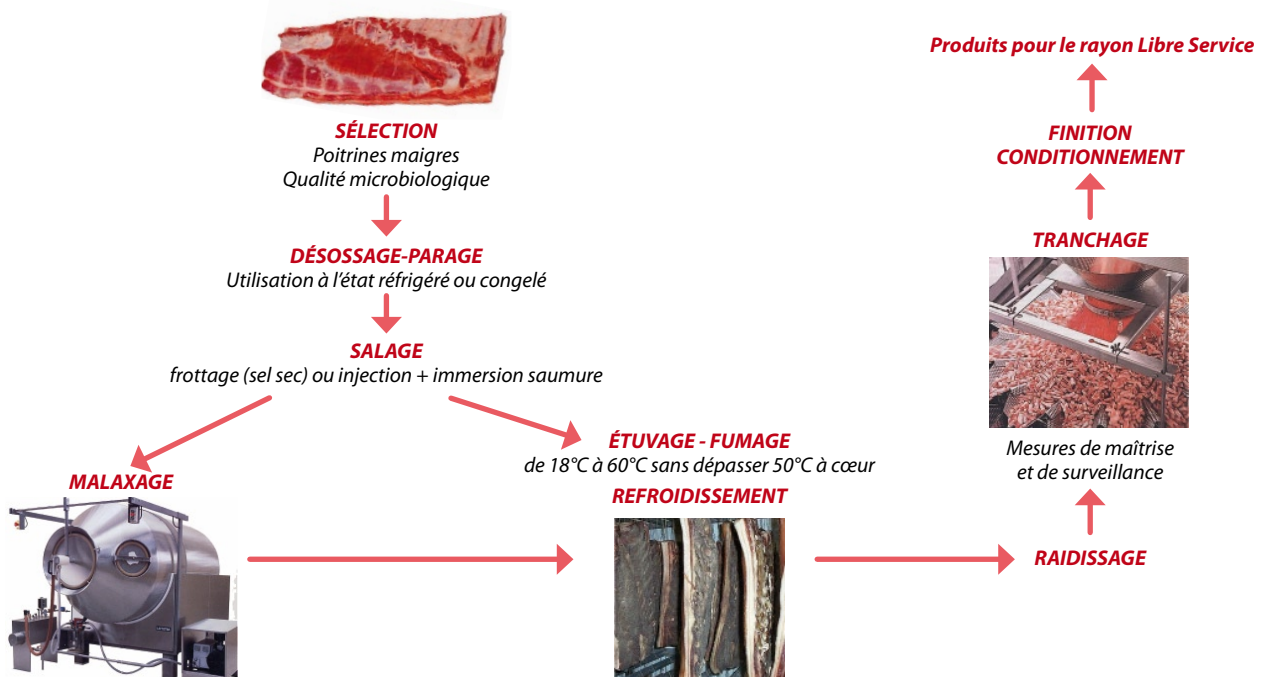 SÉLECTION
Poitrines maigres
Qualité microbiologique
DÉSOSSAGE-PARAGE
Utilisation à l'état réfrigéré ou congelé
SALAGE
frottage (sel sec) ou injection + immersion saumure
MALAXAGE
ÉTUVAGE - FUMAGE
de 18°C à 60°C sans dépasser 50°C à cœur
REFROIDISSEMENT
RAIDISSAGE
Mesures de maîtrise
et de surveillance
TRANCHAGE
FINITION
CONDITIONNEMENT
Produits pour le rayon Libre Service